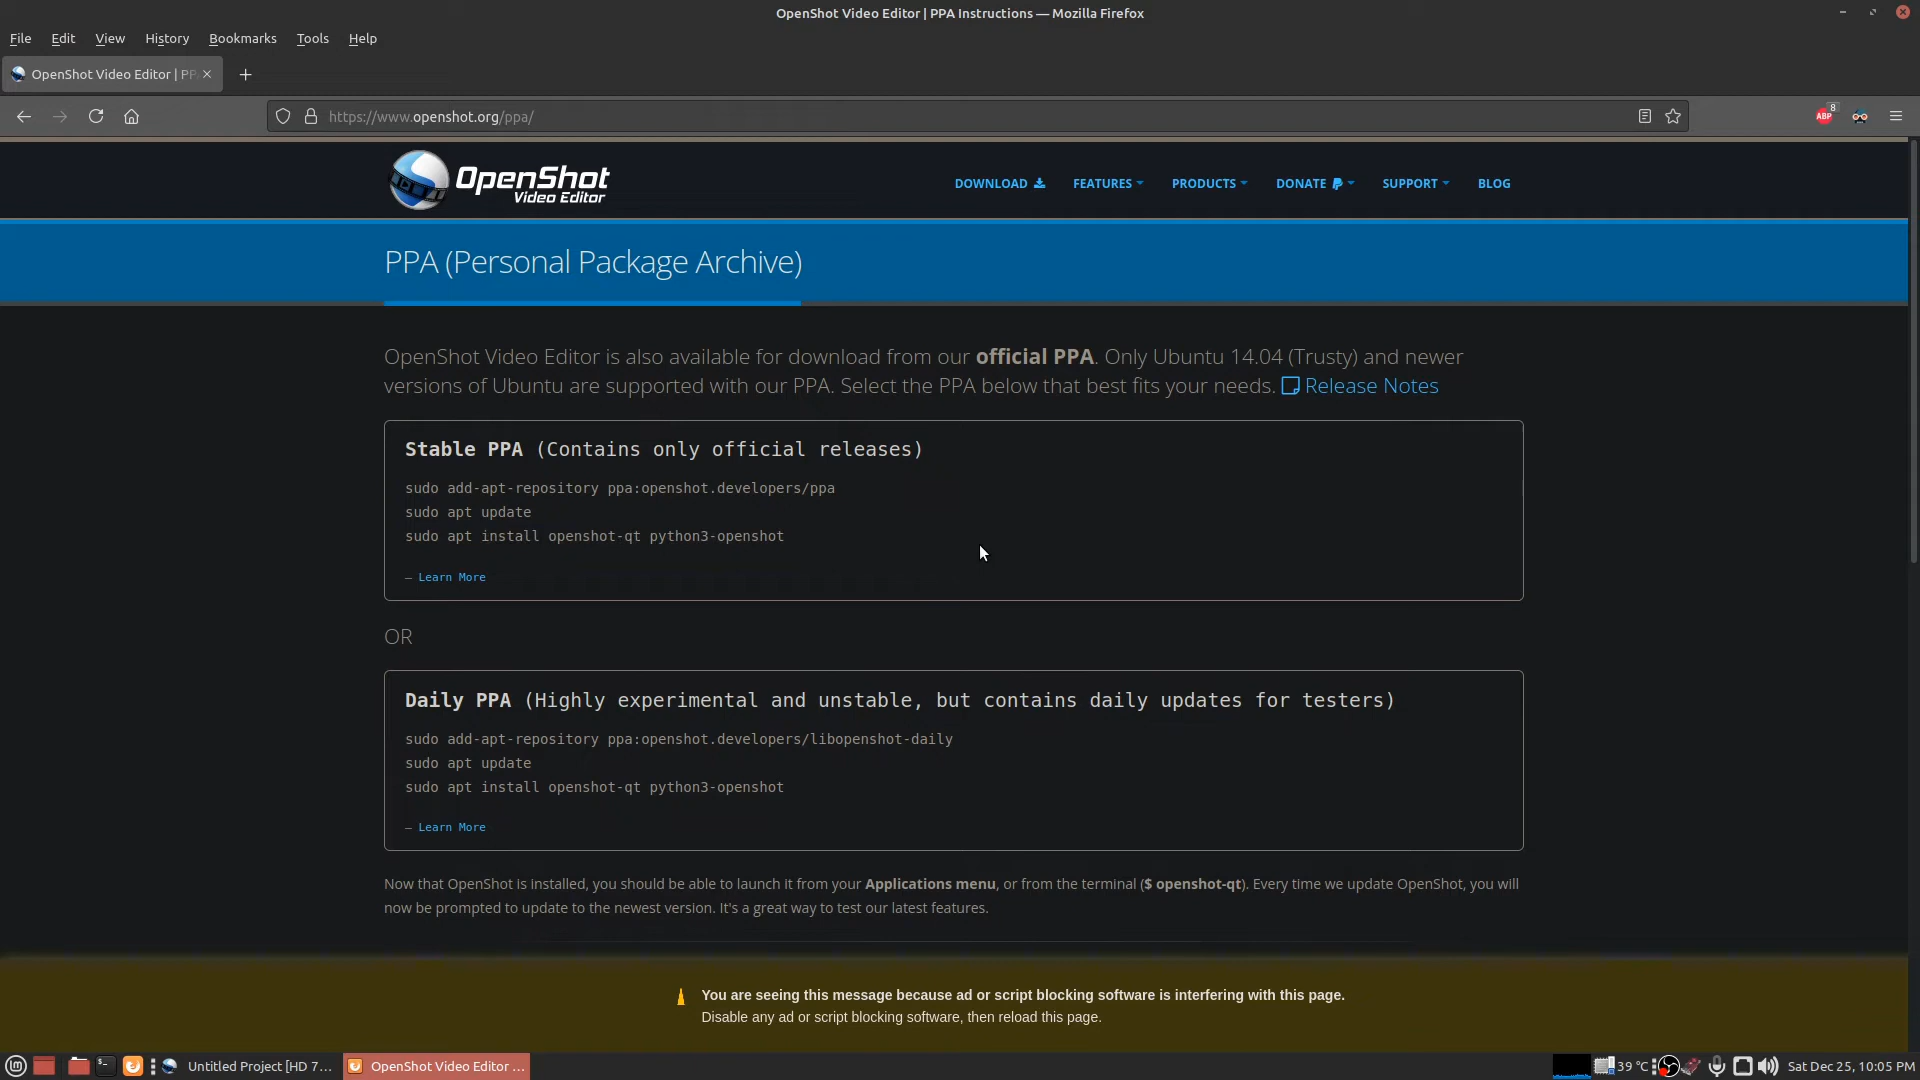 OpenShot Video Editor | PPA Instructions — Mozilla Firefox
File Edit View History Bookmarks Tools Help
OpenShot Video Editor | PP
https://www.openshot.org/ppa/
ABP 8
OpenShot
Video Editor
DOWNLOAD FEATURES PRODUCTS DONATE SUPPORT BLOG
PPA (Personal Package Archive)
OpenShot Video Editor is also available for download from our official PPA. Only Ubuntu 14.04 (Trusty) and newer
versions of Ubuntu are supported with our PPA. Select the PPA below that best fits your needs. Release Notes
Stable PPA (Contains only official releases)
sudo add-apt-repository ppa:openshot.developers/ppa
sudo apt update
sudo apt install openshot-qt python3-openshot
— Learn More
OR
Daily PPA (Highly experimental and unstable, but contains daily updates for testers)
sudo add-apt-repository ppa:openshot.developers/libopenshot-daily
sudo apt update
sudo apt install openshot-qt python3-openshot
— Learn More
Now that OpenShot is installed, you should be able to launch it from your Applications menu, or from the terminal ($ openshot-qt). Every time we update OpenShot, you will
now be prompted to update to the newest version. It's a great way to test our latest features.
You are seeing this message because ad or script blocking software is interfering with this page.
Disable any ad or script blocking software, then reload this page.
Untitled Project [HD 7... OpenShot Video Editor ... 39 °C Sat Dec 25, 10:05 PM